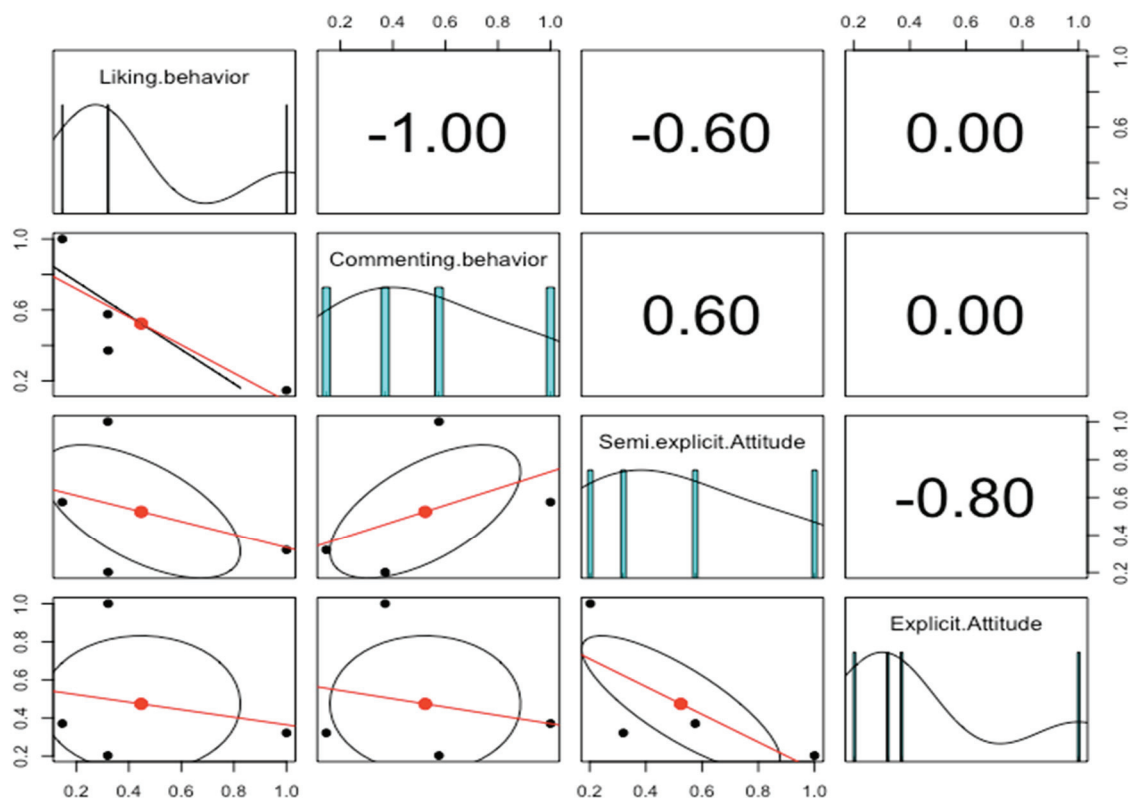 0.2 0.4 0.6 0.8 1.0
0.2 0.4 0.6 0.8 1.0
Liking.behavior
-1.00
-0.60
0.00
0.2 0.6 1.0
0.2 0.6 1.0
Commenting.behavior
0.60
0.00
Semi.explicit.Attitude
-0.80
0.2 0.4 0.6 0.8 1.0
0.2 0.4 0.6 0.8 1.0
Explicit.Attitude
0.2 0.4 0.6 0.8 1.0
0.2 0.4 0.6 0.8 1.0